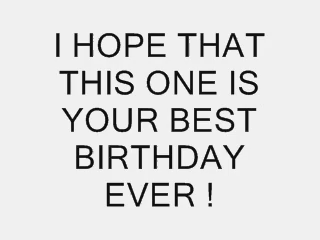 I HOPE THAT
THIS ONE IS
YOUR BEST
BIRTHDAY
EVER !